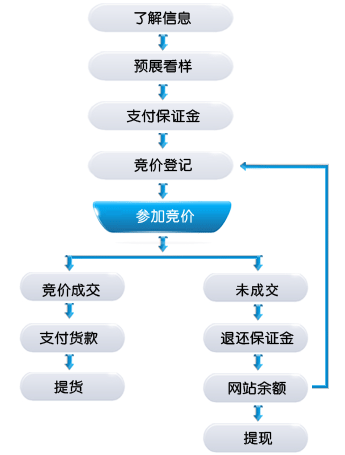 了解信息
预展看样
支付保证金
竞价登记
参加竞价
竞价成交
未成交
支付货款
退还保证金
提货
网站余额
提现